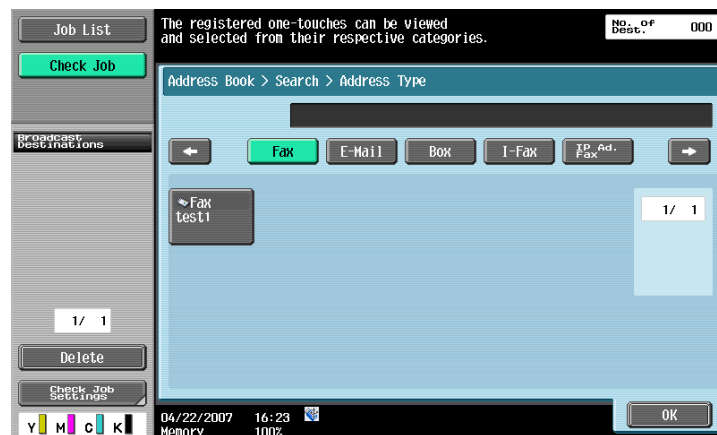 Job List
Check Job
Broadcast
Destinations
1/ 1
Delete
Check Job
Settings
Y M C K
The registered one-touches can be viewed
and selected from their respective categories.
No. of
Dest. 000
Address Book > Search > Address Type
Fax
E-Mail
Box
I-Fax
IP Ad.
Fax
Fax
test1
1/ 1
04/22/2007 16:23
Memory 100%
OK